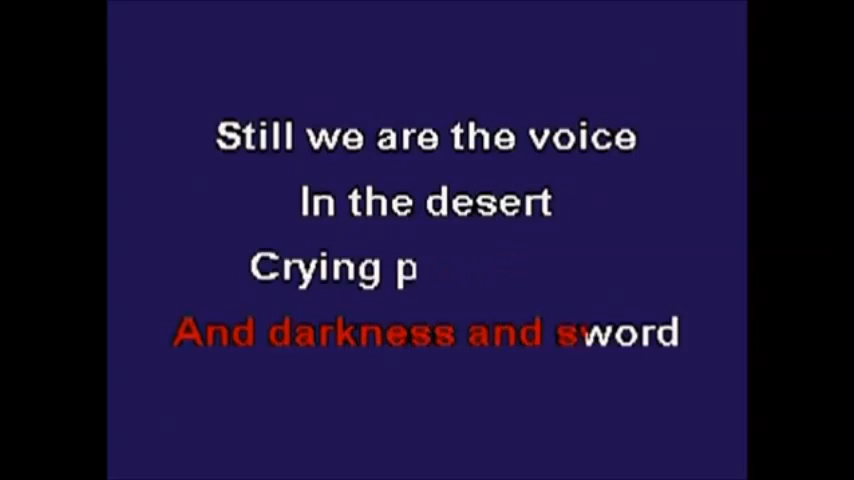 Still we are the voice
In the desert
Crying p
And darkness and sword